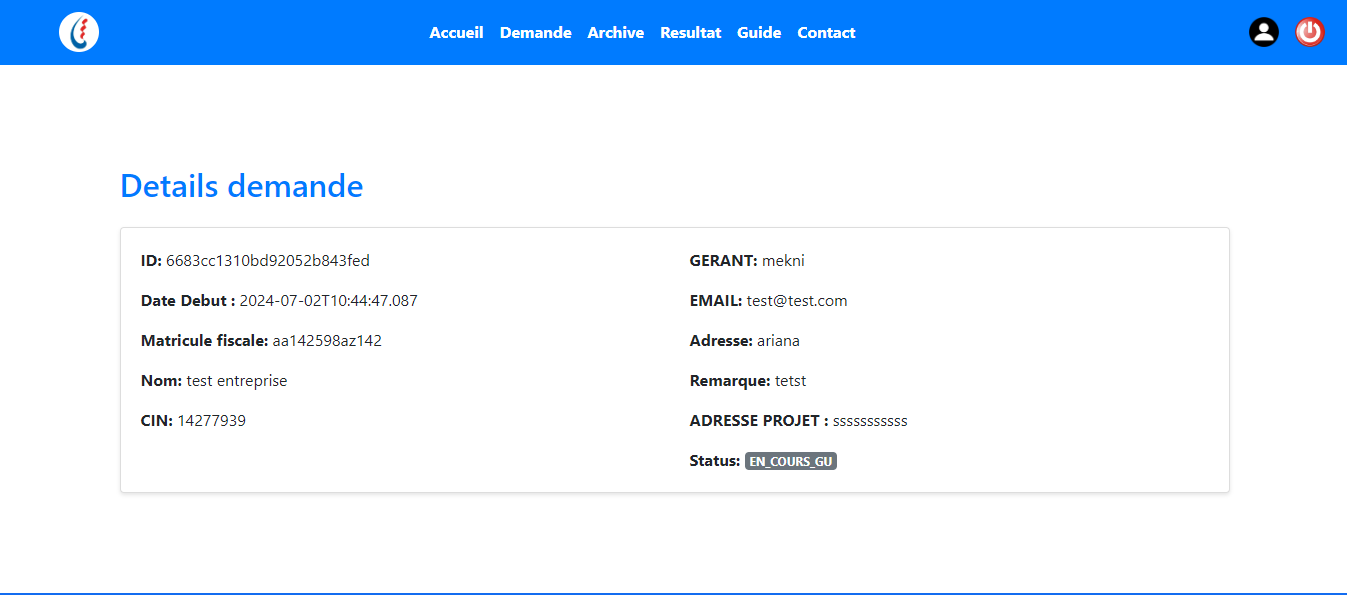 Accueil Demande Archive Resultat Guide Contact
Details demande
ID: 6683cc1310bd92052b843fed
Date Debut : 2024-07-02T10:44:47.087
Matricule fiscale: aa142598az142
Nom: test entreprise
CIN: 14277939
GERANT: mekni
EMAIL: test@test.com
Adresse: ariana
Remarque: tetst
ADRESSE PROJET : sssssssssss
Status: EN_COURS_GU